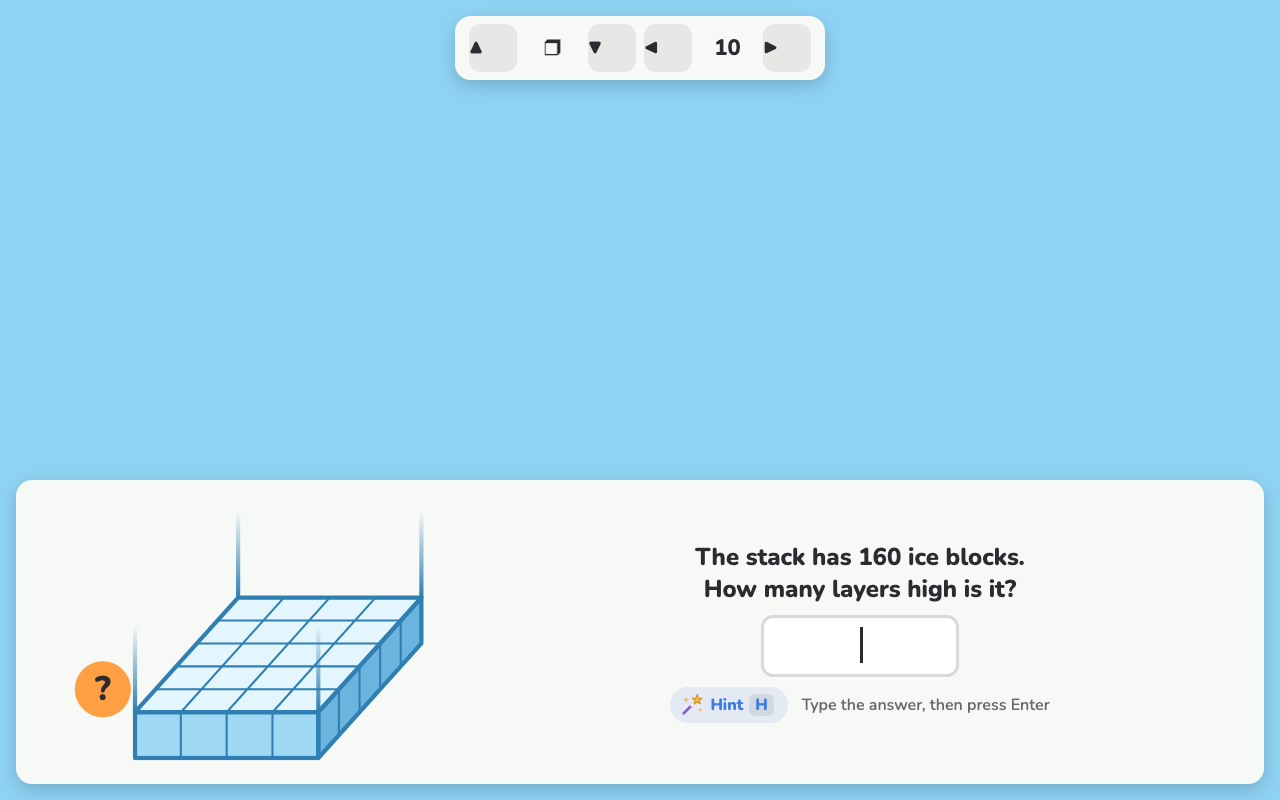 10
The stack has 160 ice blocks.
How many layers high is it?
?
Hint H
Type the answer, then press Enter